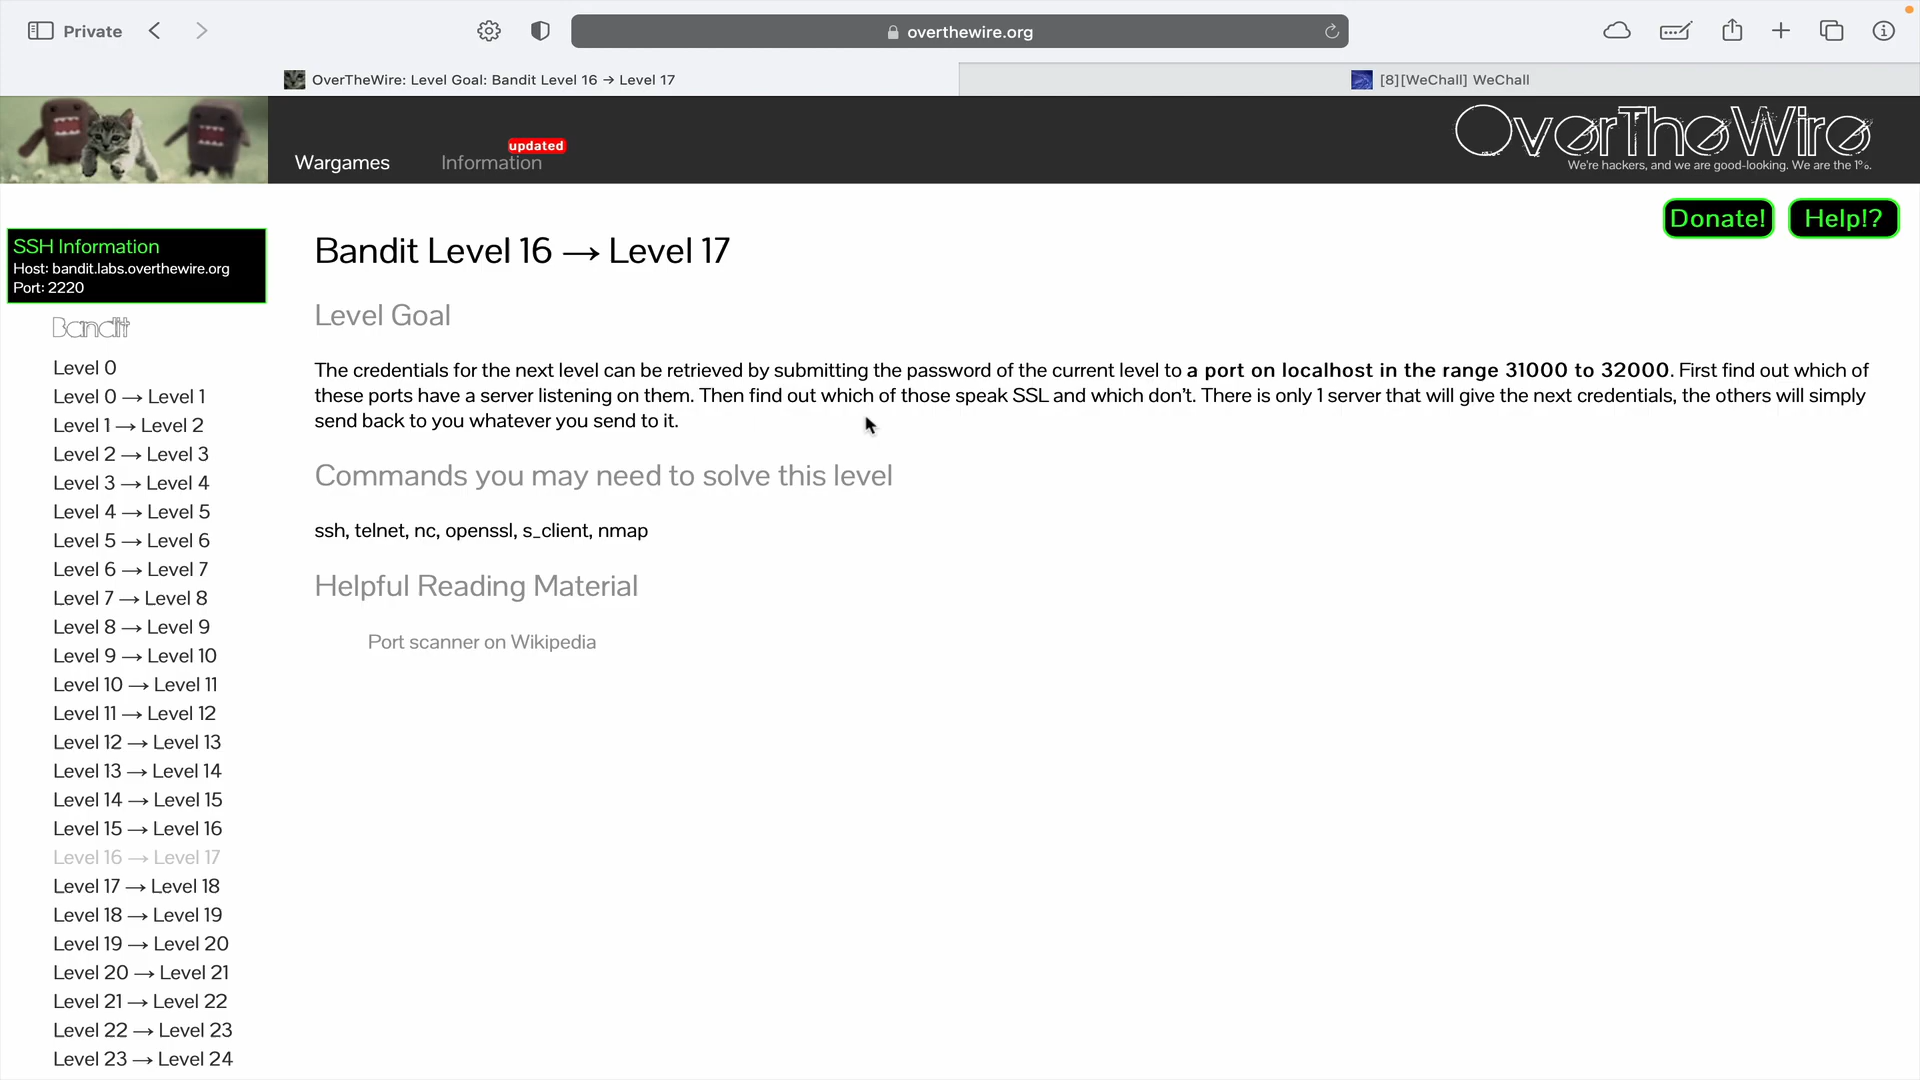 Private
overthewire.org
OverTheWire: Level Goal: Bandit Level 16 → Level 17
[8][WeChall] WeChall
Wargames
Information
updated
OverTheWire
We're hackers, and we are good-looking. We are the 1%.
Donate!
Help!?
SSH Information
Host: bandit.labs.overthewire.org
Port: 2220
Bandit
Level 0
Level 0 → Level 1
Level 1 → Level 2
Level 2 → Level 3
Level 3 → Level 4
Level 4 → Level 5
Level 5 → Level 6
Level 6 → Level 7
Level 7 → Level 8
Level 8 → Level 9
Level 9 → Level 10
Level 10 → Level 11
Level 11 → Level 12
Level 12 → Level 13
Level 13 → Level 14
Level 14 → Level 15
Level 15 → Level 16
Level 16 → Level 17
Level 17 → Level 18
Level 18 → Level 19
Level 19 → Level 20
Level 20 → Level 21
Level 21 → Level 22
Level 22 → Level 23
Level 23 → Level 24
Bandit Level 16 → Level 17
Level Goal
The credentials for the next level can be retrieved by submitting the password of the current level to a port on localhost in the range 31000 to 32000. First find out which of
these ports have a server listening on them. Then find out which of those speak SSL and which don't. There is only 1 server that will give the next credentials, the others will simply
send back to you whatever you send to it.
Commands you may need to solve this level
ssh, telnet, nc, openssl, s_client, nmap
Helpful Reading Material
Port scanner on Wikipedia